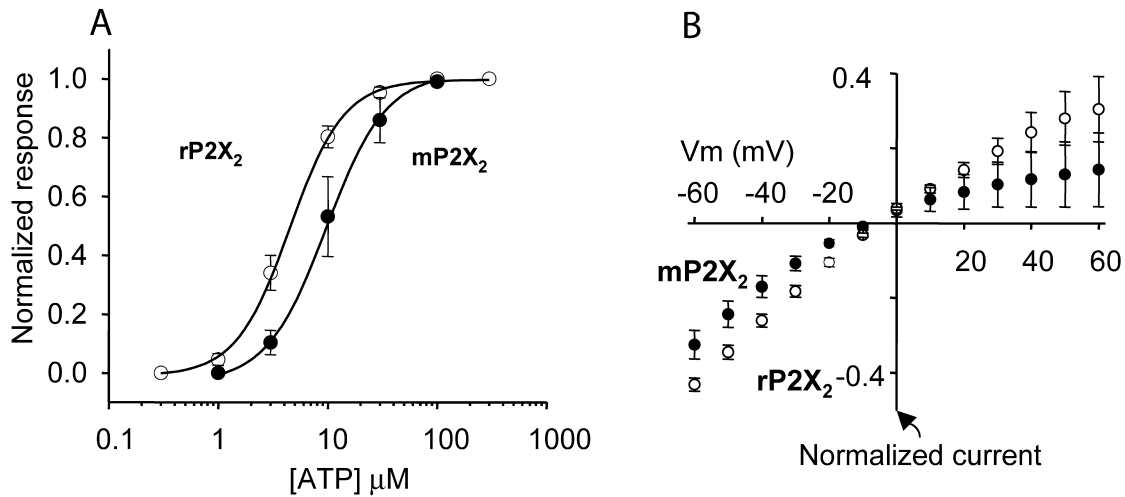 A
Normalized response
1.0
0.8
0.6
0.4
0.2
0.0
rP2X2
mP2X2
0.1 1 10 100 1000
[ATP] μM
B
0.4
Vm (mV)
-60 -40 -20
20 40 60
mP2X2
rP2X2
-0.4
Normalized current